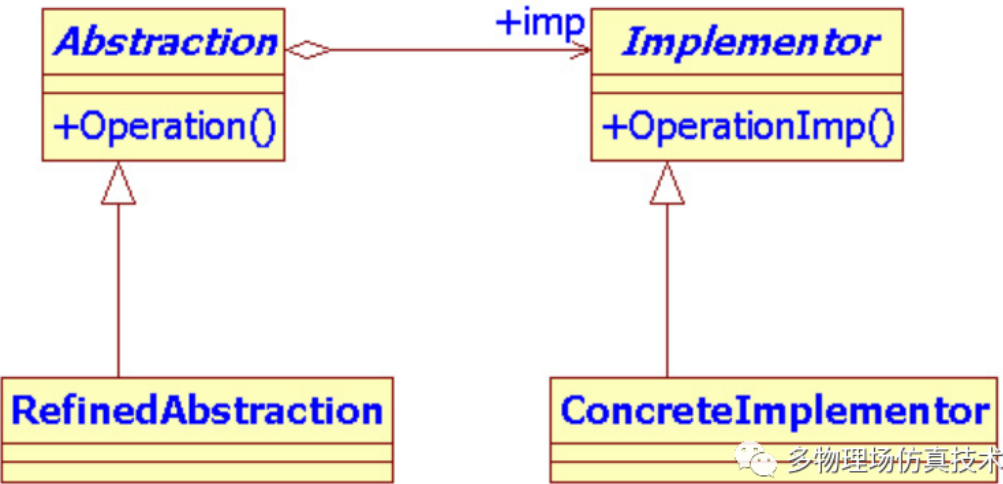 Abstraction
+imp
Implementor
+Operation()
+OperationImp()
RefinedAbstraction
ConcreteImplementor
多物理场仿真技术